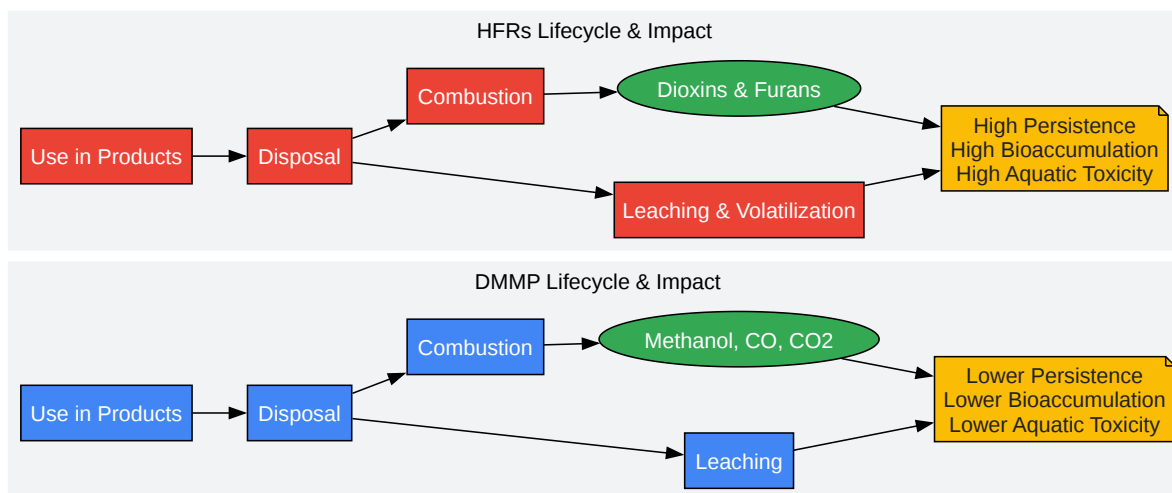 HFRs Lifecycle & Impact
Use in Products
Disposal
Combustion
Dioxins & Furans
Leaching & Volatilization
High Persistence
High Bioaccumulation
High Aquatic Toxicity
DMMP Lifecycle & Impact
Use in Products
Disposal
Combustion
Methanol, CO, CO2
Leaching
Lower Persistence
Lower Bioaccumulation
Lower Aquatic Toxicity